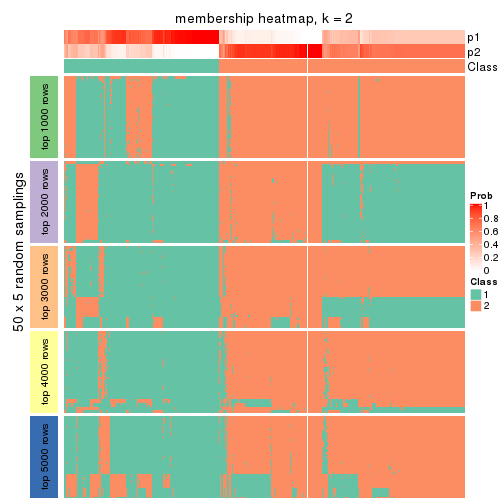 membership heatmap, k = 2
p1
p2
Class
50 x 5 random samplings
top 1000 rows
top 2000 rows
top 3000 rows
top 4000 rows
top 5000 rows
Prob
1
0.8
0.6
0.4
0.2
0
Class
1
2